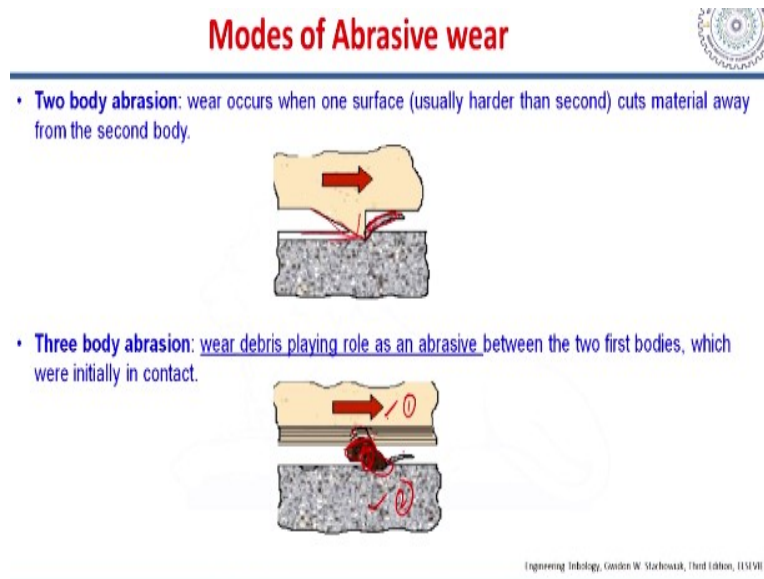 Modes of Abrasive wear
• Two body abrasion: wear occurs when one surface (usually harder than second) cuts material away
from the second body.
• Three body abrasion: wear debris playing role as an abrasive between the two first bodies, which
were initially in contact.
1
2
Engineering Tribology, Gwidon W. Stachowiak, Third Edition,